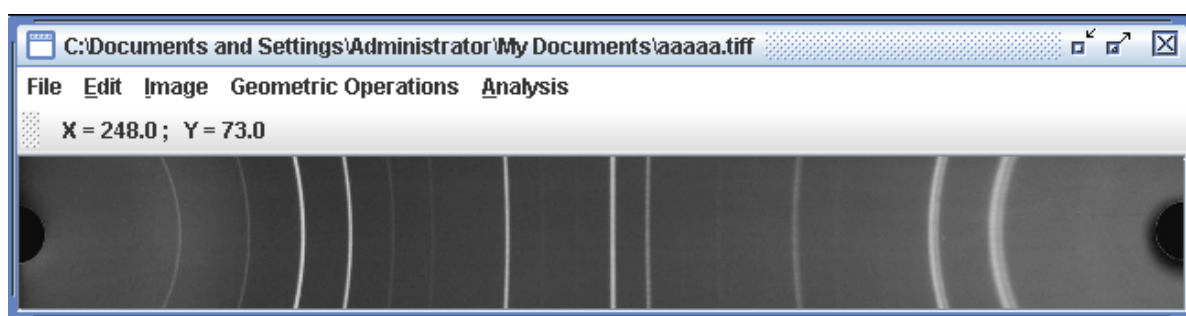 C:\Documents and Settings\Administrator\My Documents\aaaaa.tiff
File Edit Image Geometric Operations Analysis
X = 248.0 ; Y = 73.0